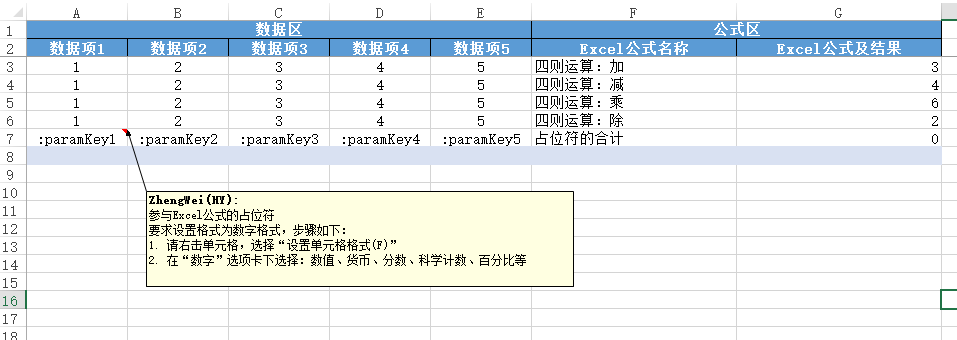 A B C D E F G
1 数据区 公式区
2 数据项1 数据项2 数据项3 数据项4 数据项5 Excel公式名称 Excel公式及结果
3 1 2 3 4 5 四则运算: 加 3
4 1 2 3 4 5 四则运算: 减 4
5 1 2 3 4 5 四则运算: 乘 6
6 1 2 3 4 5 四则运算: 除 2
7 :paramKey1 :paramKey2 :paramKey3 :paramKey4 :paramKey5 占位符的合计 0
8
9
10
ZhengWei(HY):
参与Excel公式的占位符
11
要求设置格式为数字格式，步骤如下:
12
1. 请右击单元格，选择“设置单元格格式(F)”
13
2. 在“数字”选项卡下选择: 数值、货币、分数、科学计数、百分比等
14
15
16
17
18